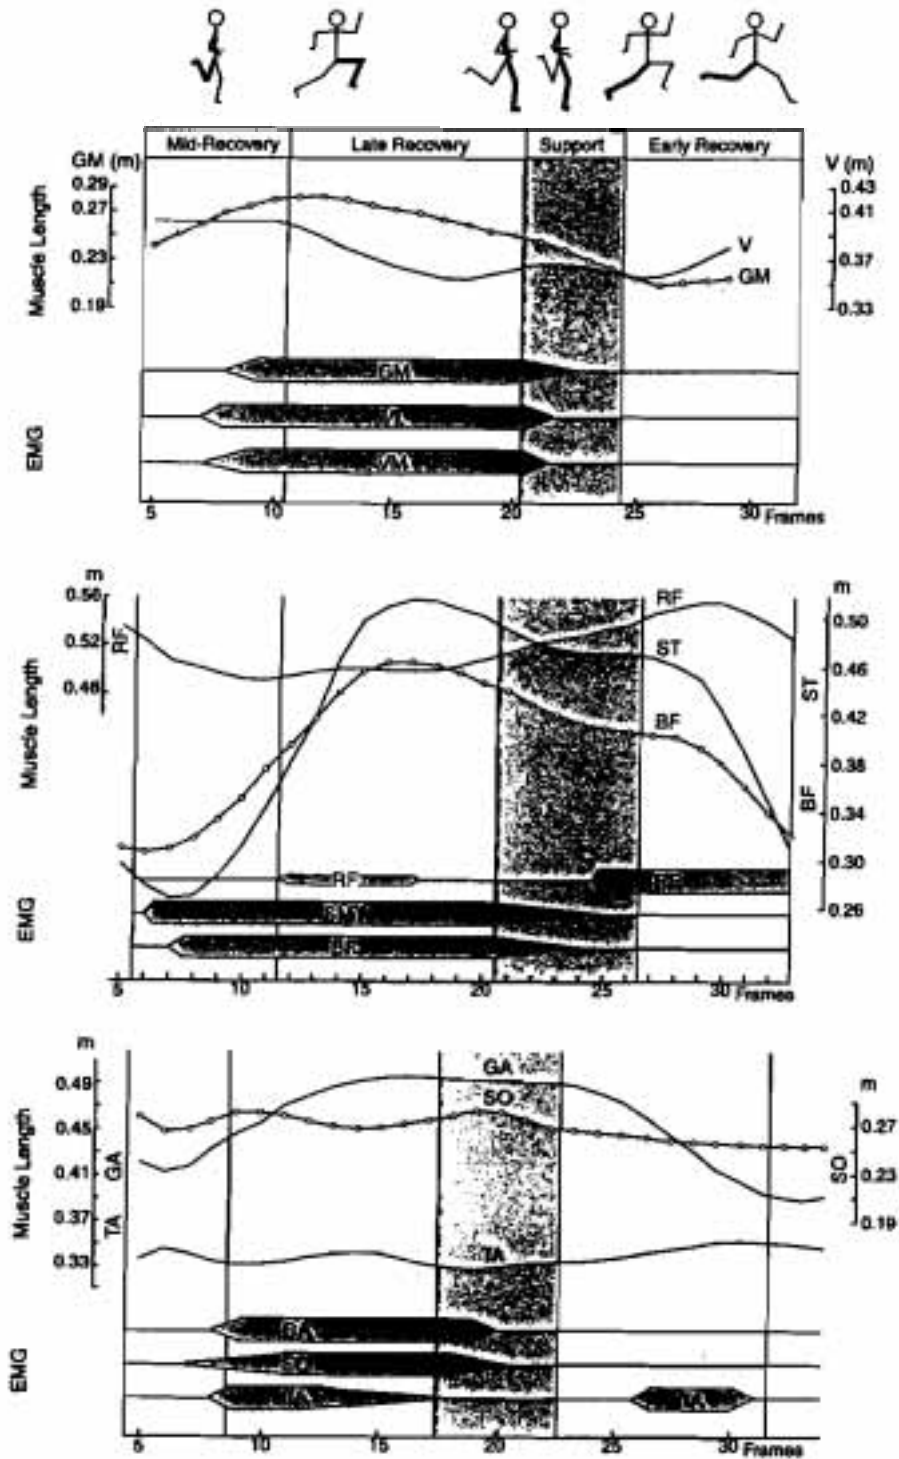 Mid-Recovery Late Recovery Support Early Recovery
GM (m) V (m)
Muscle Length
0.29
0.27
0.23
0.19
0.43
0.41
0.37
0.33
V
GM
EMG
GM
VL
VM
5 10 15 20 25 30 Frames
m
RF
0.56
0.52
0.48
Muscle Length
RF
ST
BF
m
0.50
0.46
0.42
0.38
0.34
0.30
0.26
ST
BF
EMG
RF
RF
BF
5 10 15 20 25 30 Frames
m
0.49
0.45
0.41
0.37
0.33
GA
TA
Muscle Length
GA
SO
TA
m
0.27
0.23
0.19
SO
EMG
GA
SO
TA
TA
5 10 15 20 25 30 Frames